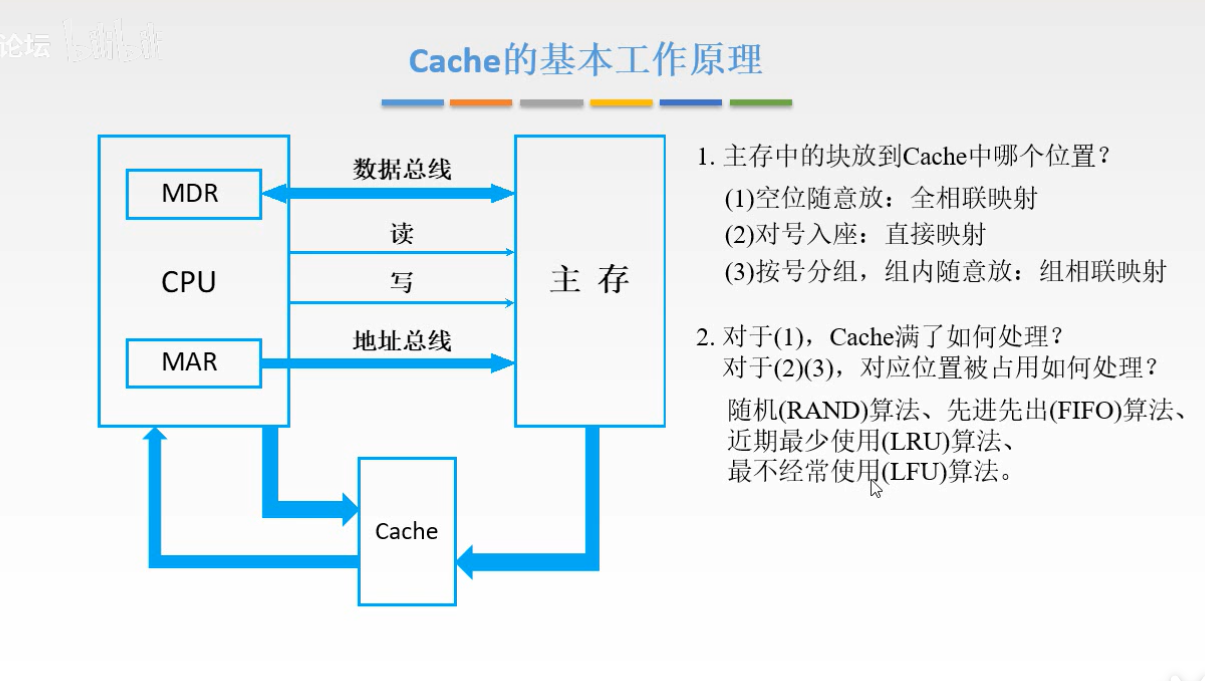 论坛
Cache的基本工作原理
MDR
CPU
MAR
数据总线
读
写
地址总线
主 存
Cache
1. 主存中的块放到Cache中哪个位置？
(1)空位随意放：全相联映射
(2)对号入座：直接映射
(3)按号分组，组内随意放：组相联映射
2. 对于(1)，Cache满了如何处理？
对于(2)(3)，对应位置被占用如何处理？
随机(RAND)算法、先进先出(FIFO)算法、
近期最少使用(LRU)算法、
最不经常使用(LFU)算法。